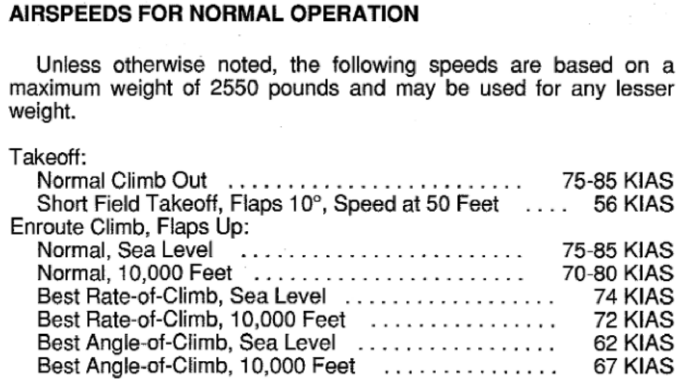 AIRSPEEDS FOR NORMAL OPERATION
Unless otherwise noted, the following speeds are based on a
maximum weight of 2550 pounds and may be used for any lesser
weight.
Takeoff:
Normal Climb Out .......................... 75-85 KIAS
Short Field Takeoff, Flaps 10°, Speed at 50 Feet .... 56 KIAS
Enroute Climb, Flaps Up:
Normal, Sea Level ......................... 75-85 KIAS
Normal, 10,000 Feet ........................ 70-80 KIAS
Best Rate-of-Climb, Sea Level .................. 74 KIAS
Best Rate-of-Climb, 10,000 Feet ................ 72 KIAS
Best Angle-of-Climb, Sea Level ................. 62 KIAS
Best Angle-of-Climb, 10,000 Feet ............... 67 KIAS